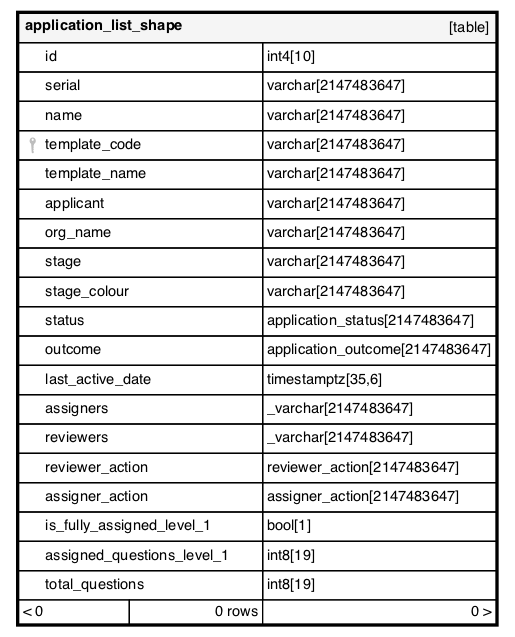 application_list_shape [table]
id int4[10]
serial varchar[2147483647]
name varchar[2147483647]
template_code varchar[2147483647]
template_name varchar[2147483647]
applicant varchar[2147483647]
org_name varchar[2147483647]
stage varchar[2147483647]
stage_colour varchar[2147483647]
status application_status[2147483647]
outcome application_outcome[2147483647]
last_active_date timestamptz[35,6]
assigners _varchar[2147483647]
reviewers _varchar[2147483647]
reviewer_action reviewer_action[2147483647]
assigner_action assigner_action[2147483647]
is_fully_assigned_level_1 bool[1]
assigned_questions_level_1 int8[19]
total_questions int8[19]
< 0 0 rows 0 >